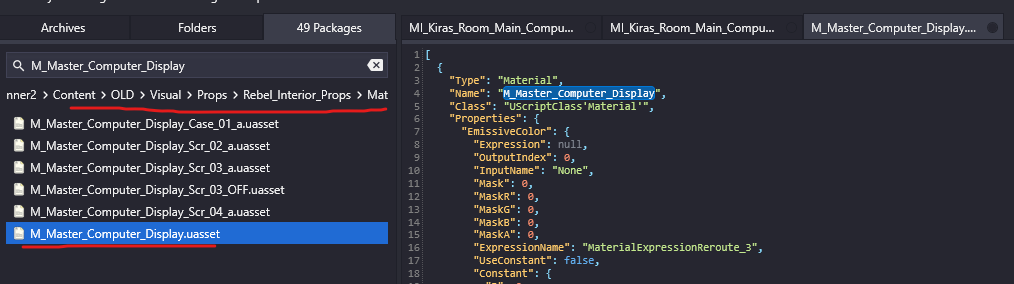 Archives
Folders
49 Packages
M_Master_Computer_Display
nner2 > Content > OLD > Visual > Props > Rebel_Interior_Props > Mat
M_Master_Computer_Display_Case_01_a.uasset
M_Master_Computer_Display_Scr_02_a.uasset
M_Master_Computer_Display_Scr_03_a.uasset
M_Master_Computer_Display_Scr_03_OFF.uasset
M_Master_Computer_Display_Scr_04_a.uasset
M_Master_Computer_Display.uasset
MI_Kiras_Room_Main_Compu...
MI_Kiras_Room_Main_Compu...
M_Master_Computer_Display....
1 [
2 {
3 "Type": "Material",
4 "Name": "M_Master_Computer_Display",
5 "Class": "UScriptClass'Material'",
6 "Properties": {
7 "EmissiveColor": {
8 "Expression": null,
9 "OutputIndex": 0,
10 "InputName": "None",
11 "Mask": 0,
12 "MaskR": 0,
13 "MaskG": 0,
14 "MaskB": 0,
15 "MaskA": 0,
16 "ExpressionName": "MaterialExpressionReroute_3",
17 "UseConstant": false,
18 "Constant": {